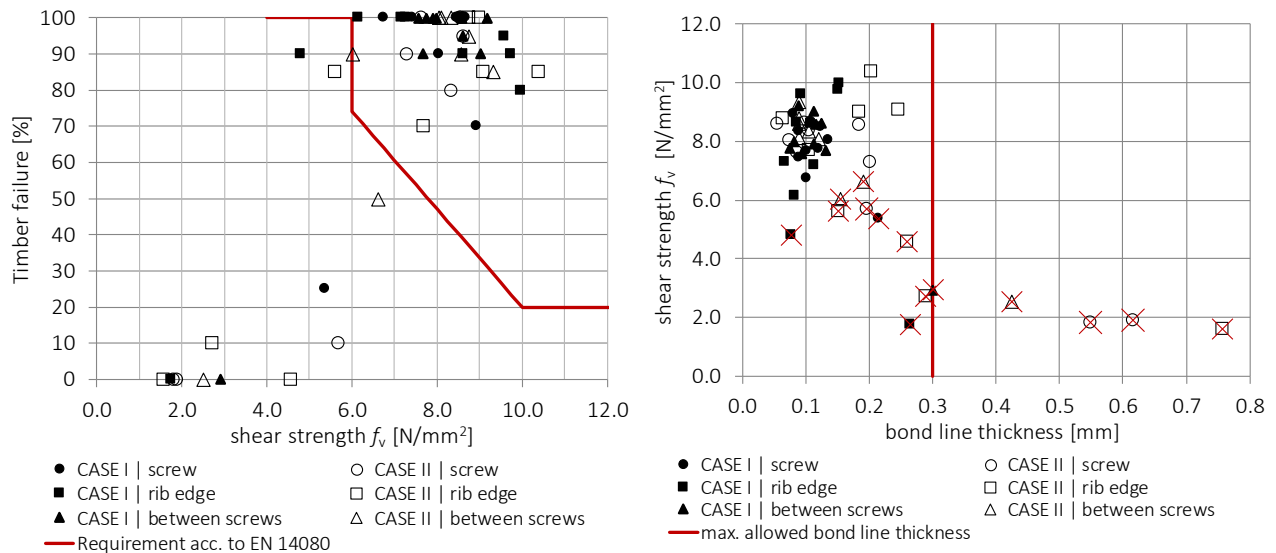 Timber failure [%]
100
90
80
70
60
50
40
30
20
10
0
0.0 2.0 4.0 6.0 8.0 10.0 12.0
shear strength fv [N/mm2]
CASE I | screw
CASE II | screw
CASE I | rib edge
CASE II | rib edge
CASE I | between screws
CASE II | between screws
Requirement acc. to EN 14080
shear strength fv [N/mm2]
12.0
10.0
8.0
6.0
4.0
2.0
0.0
0.0 0.1 0.2 0.3 0.4 0.5 0.6 0.7 0.8
bond line thickness [mm]
CASE I | screw
CASE II | screw
CASE I | rib edge
CASE II | rib edge
CASE I | between screws
CASE II | between screws
max. allowed bond line thickness